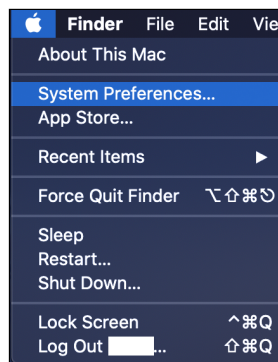 Finder File Edit Vie
About This Mac
System Preferences...
App Store...
Recent Items ▶
Force Quit Finder ⌥⇧⌘⎋
Sleep
Restart...
Shut Down...
Lock Screen ^⌘Q
Log Out ... ⇧⌘Q